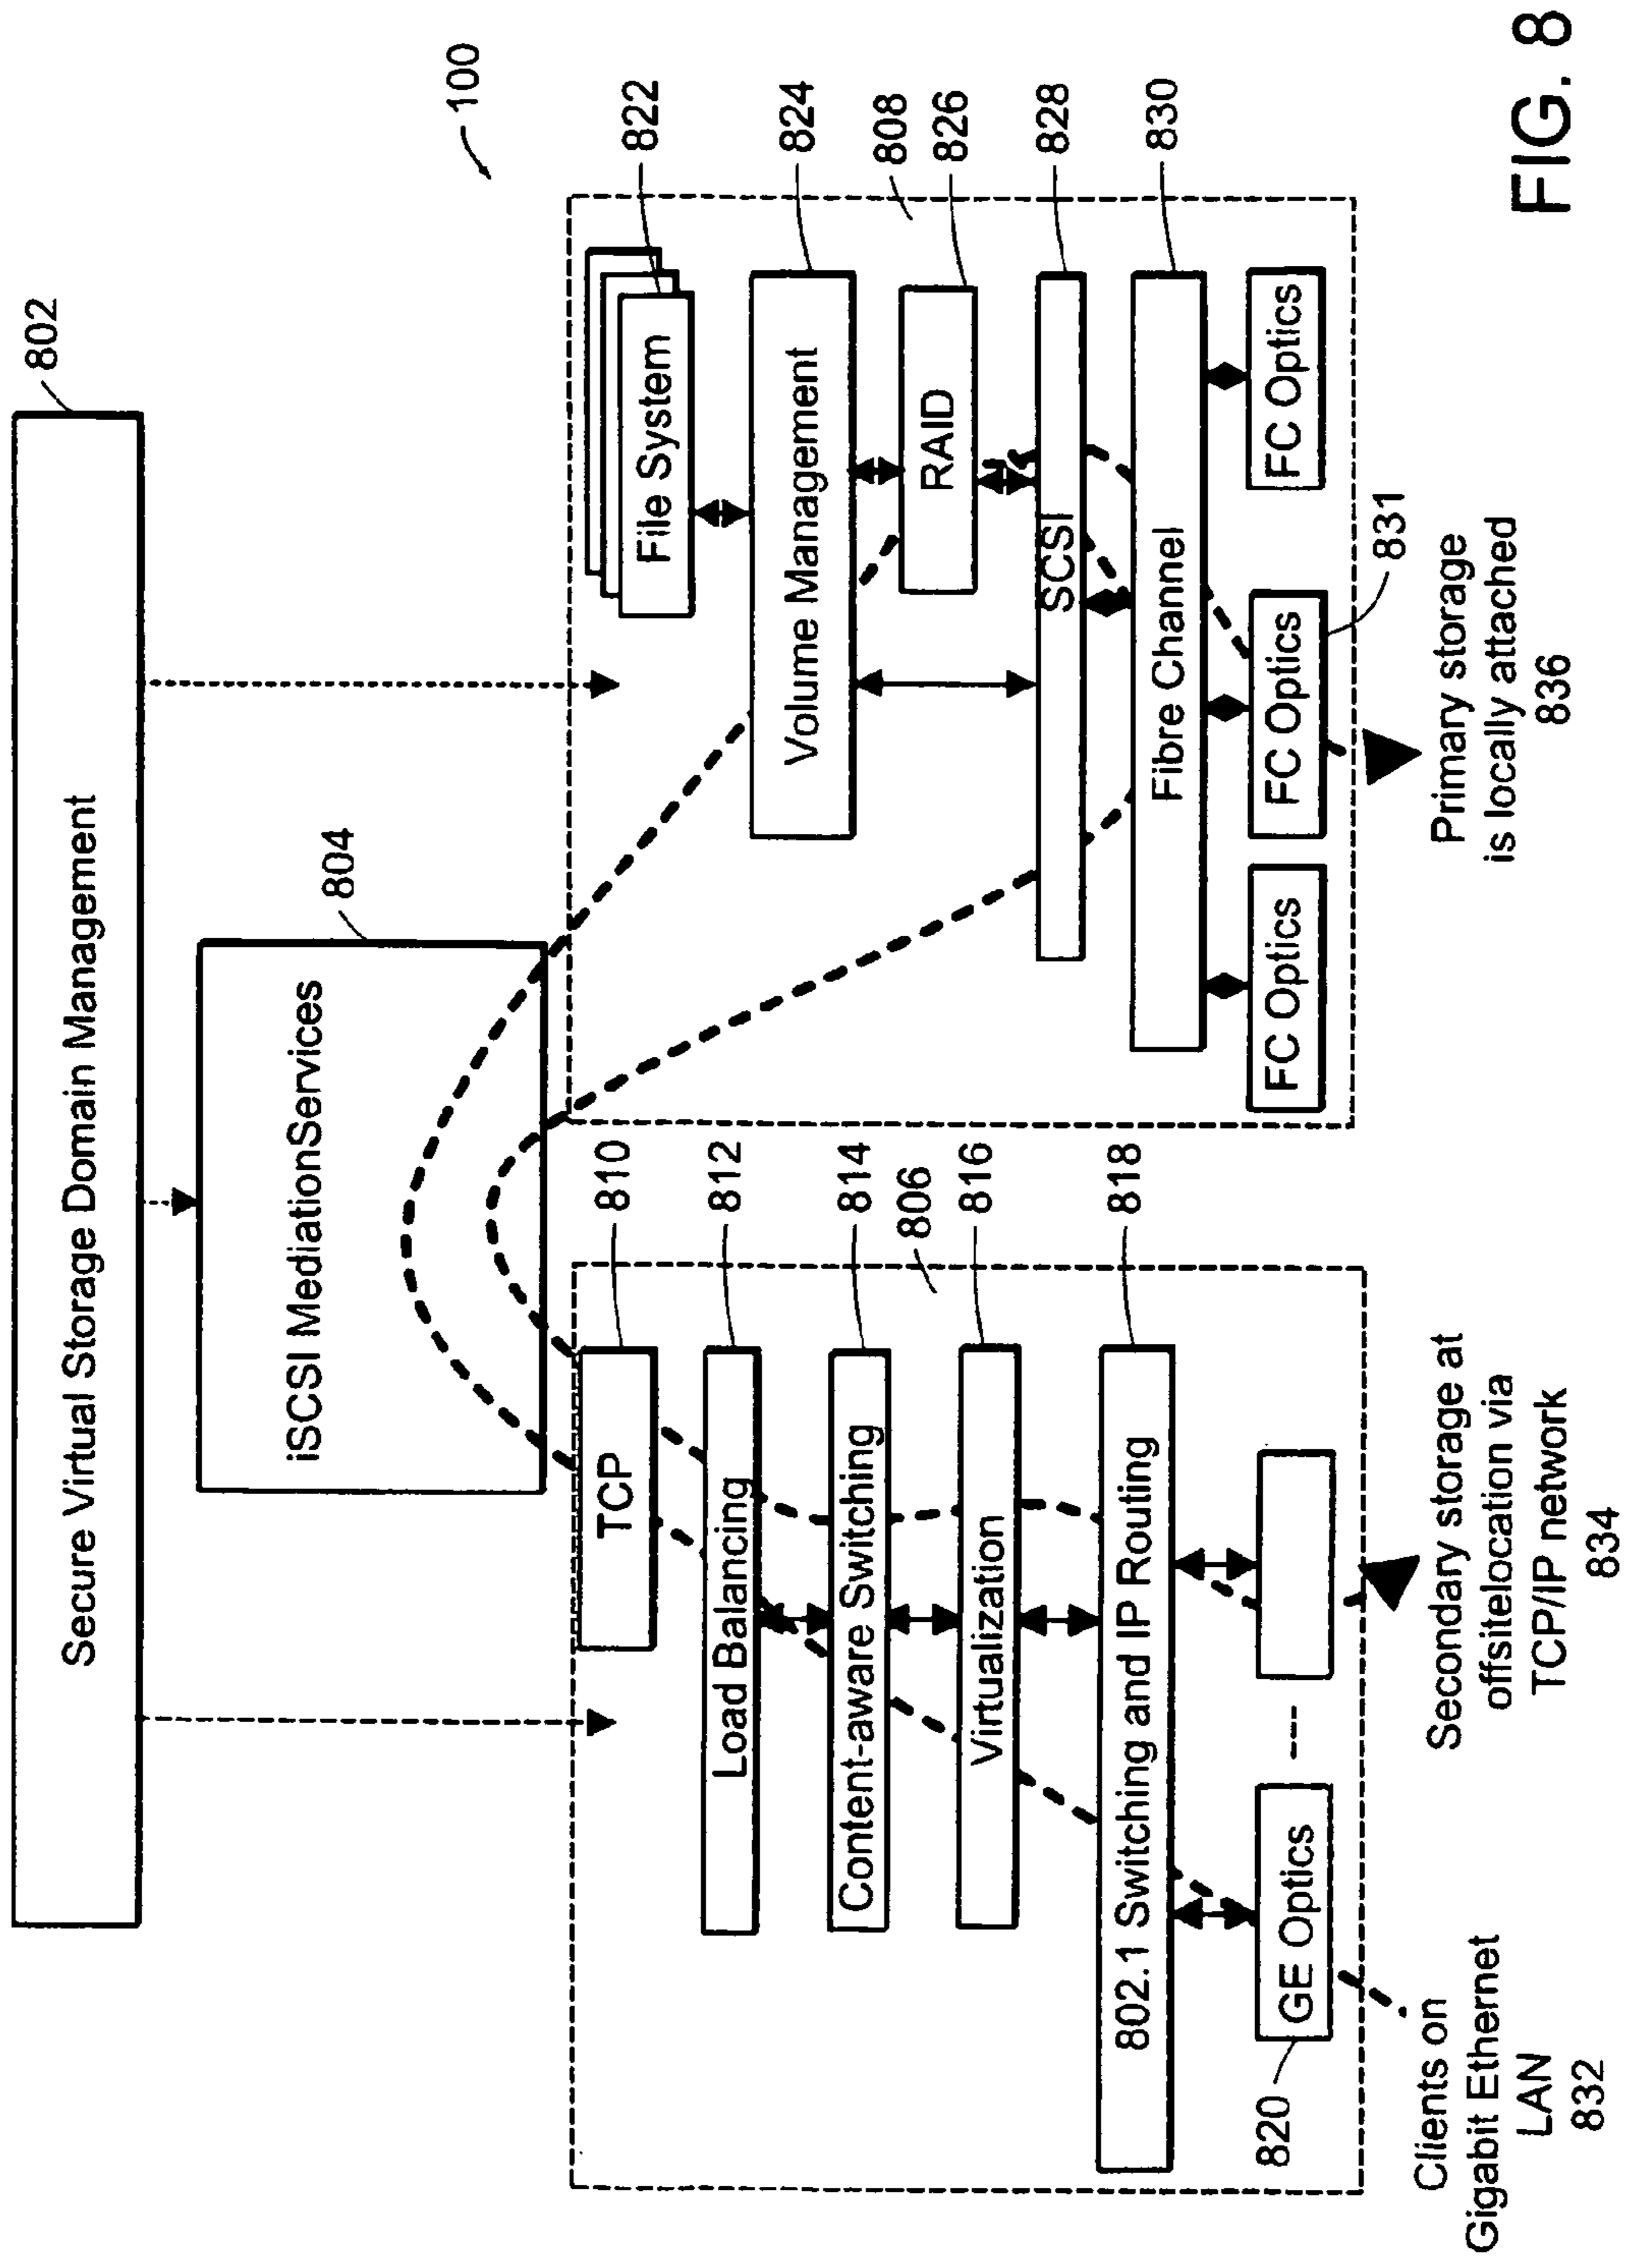 Secure Virtual Storage Domain Management
802
100
iSCSI MediationServices
804
TCP
810
Load Balancing
812
Content-aware Switching
814
806
Virtualization
816
802.1 Switching and IP Routing
818
GE Optics
820
---
File System
822
Volume Management
824
808
RAID
826
SCSI
828
Fibre Channel
830
FC Optics
FC Optics
FC Optics
831
Clients on
Gigabit Ethernet
LAN
832
Secondary storage at
offsitelocation via
TCP/IP network
834
Primary storage
is locally attached
836
FIG. 8